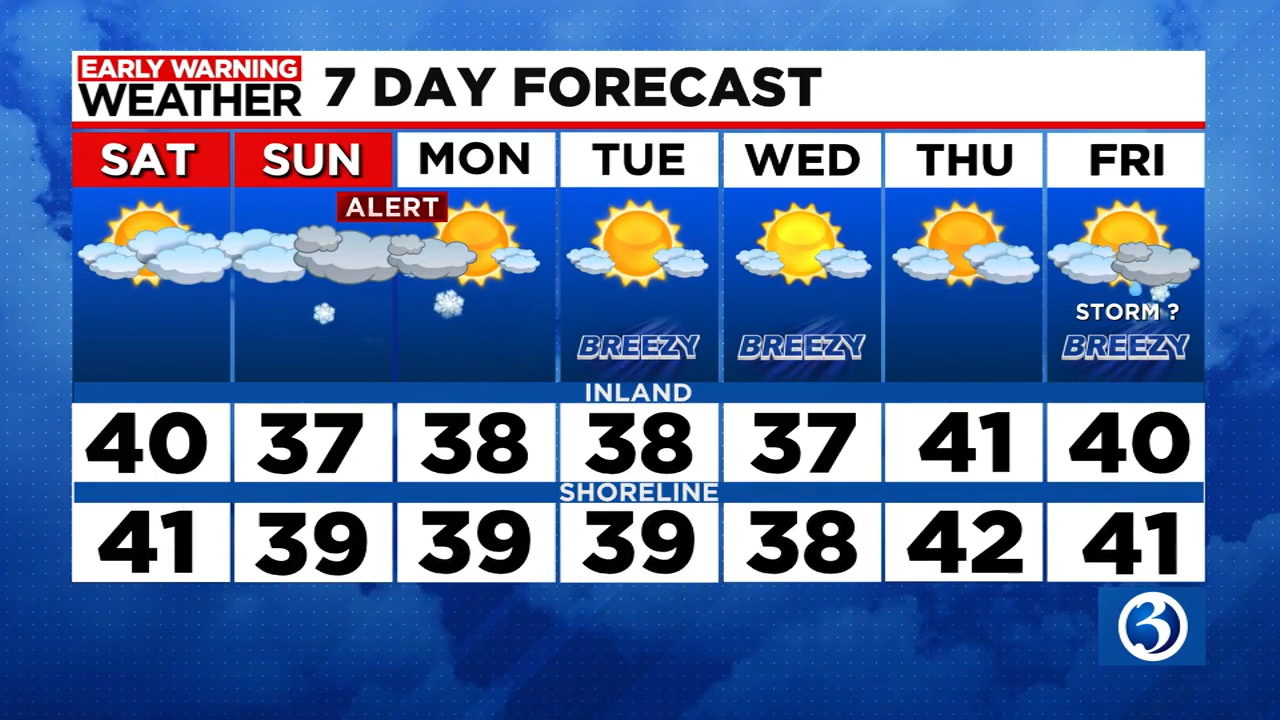 EARLY WARNING
WEATHER
7 DAY FORECAST
SAT SUN MON TUE WED THU FRI
ALERT
STORM ?
BREEZY BREEZY BREEZY
INLAND
40 37 38 38 37 41 40
SHORELINE
41 39 39 39 38 42 41
3